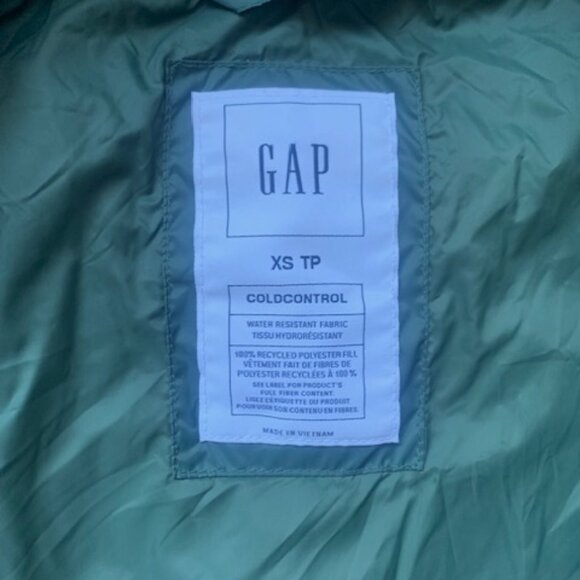 GAP
XS TP
COLDCONTROL
WATER RESISTANT FABRIC
TISSU HYDRORÉSISTANT
100% RECYCLED POLYESTER FILL
VÊTEMENT FAIT DE FIBRES DE
POLYESTER RECYCLÉES À 100 %
SEE LABEL FOR PRODUCT'S
FULL FIBER CONTENT.
LISEZ L'ÉTIQUETTE DU PRODUIT
POUR VOIR SON CONTENU EN FIBRES.
MADE IN VIETNAM